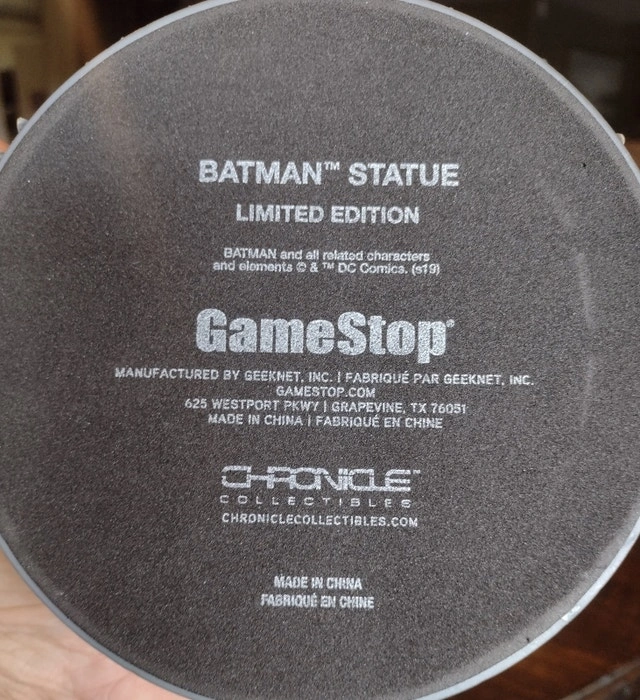 BATMAN™ STATUE
LIMITED EDITION
BATMAN and all related characters
and elements © & ™ DC Comics. (s19)
GameStop®
MANUFACTURED BY GEEKNET, INC. | FABRIQUÉ PAR GEEKNET, INC.
GAMESTOP.COM
625 WESTPORT PKWY | GRAPEVINE, TX 76051
MADE IN CHINA | FABRIQUÉ EN CHINE
CHRONICLE™
COLLECTIBLES
CHRONICLECOLLECTIBLES.COM
MADE IN CHINA
FABRIQUÉ EN CHINE